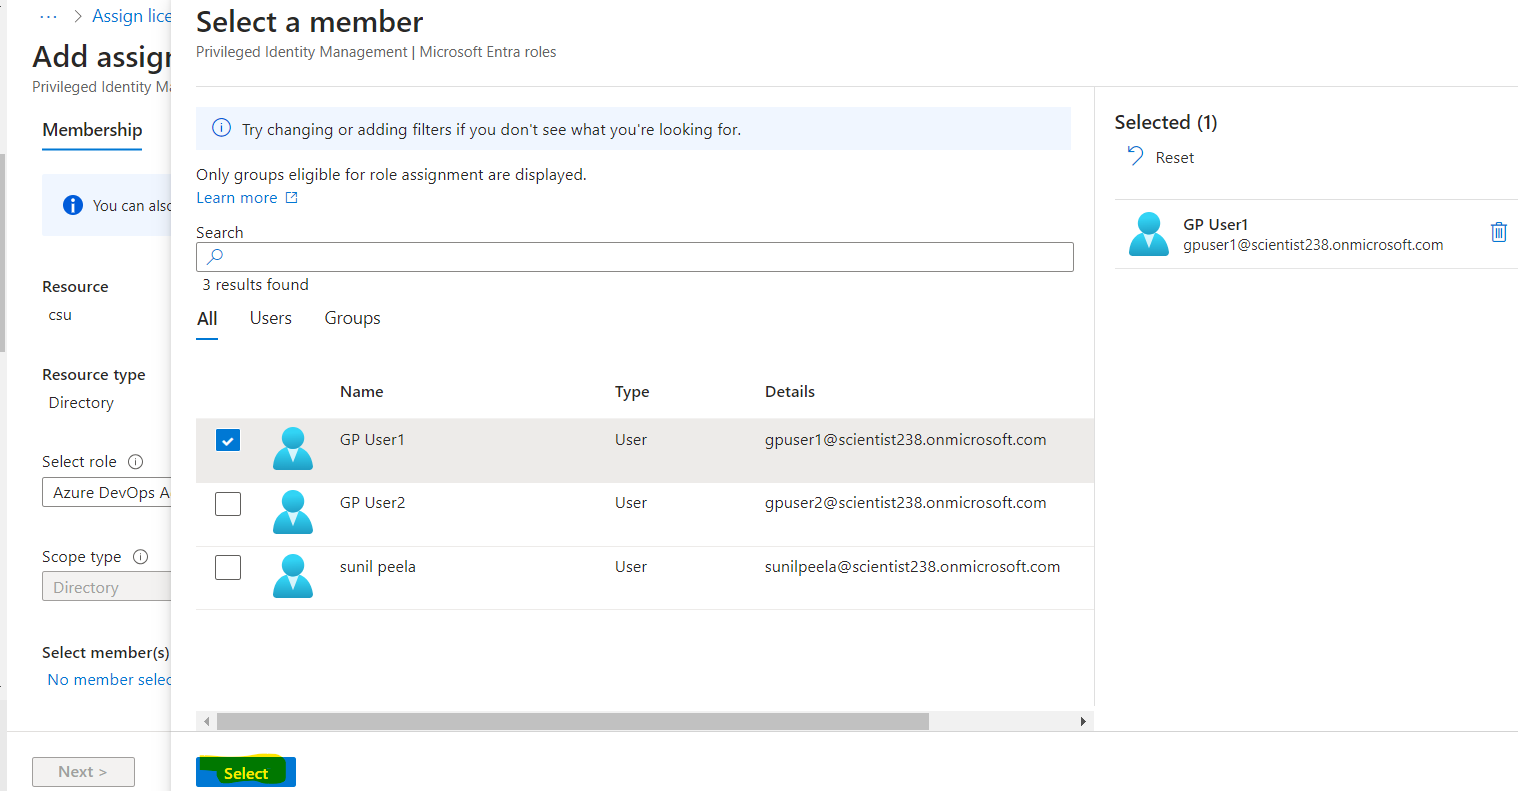 ··· > Assign lice
Add assign
Privileged Identity Ma
Membership
You can also
Resource
csu
Resource type
Directory
Select role
Azure DevOps A
Scope type
Directory
Select member(s)
No member selec
Next >
Select a member
Privileged Identity Management | Microsoft Entra roles
Try changing or adding filters if you don't see what you're looking for.
Only groups eligible for role assignment are displayed.
Learn more
Search
3 results found
All Users Groups
Name Type Details
GP User1 User gpuser1@scientist238.onmicrosoft.com
GP User2 User gpuser2@scientist238.onmicrosoft.com
sunil peela User sunilpeela@scientist238.onmicrosoft.com
Select
Selected (1)
Reset
GP User1
gpuser1@scientist238.onmicrosoft.com